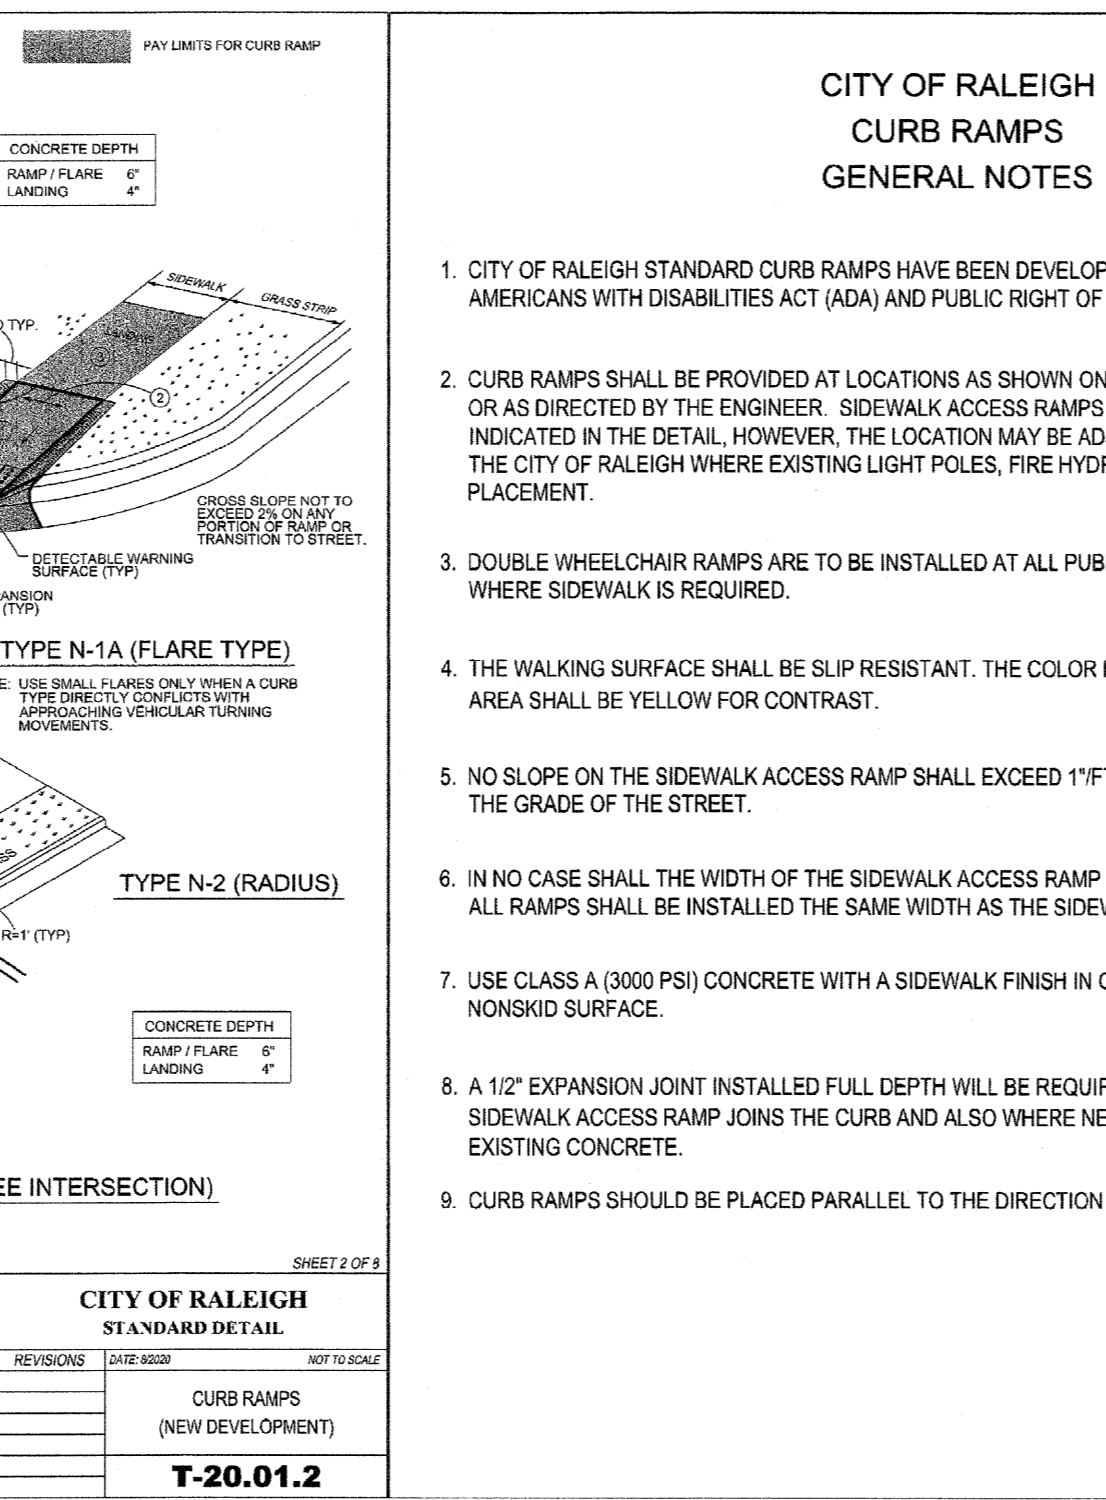 PAY LIMITS FOR CURB RAMP
CONCRETE DEPTH
RAMP / FLARE 6"
LANDING 4"
SIDEWALK
GRASS STRIP
TYP.
LANDING
3
2
CROSS SLOPE NOT TO
EXCEED 2% ON ANY
PORTION OF RAMP OR
TRANSITION TO STREET.
DETECTABLE WARNING
SURFACE (TYP)
ANSION
(TYP)
TYPE N-1A (FLARE TYPE)
E: USE SMALL FLARES ONLY WHEN A CURB
TYPE DIRECTLY CONFLICTS WITH
APPROACHING VEHICULAR TURNING
MOVEMENTS.
TYPE N-2 (RADIUS)
R=1' (TYP)
CONCRETE DEPTH
RAMP / FLARE 6"
LANDING 4"
EE INTERSECTION)
SHEET 2 OF 8
CITY OF RALEIGH
STANDARD DETAIL
REVISIONS DATE: 8/2020 NOT TO SCALE
CURB RAMPS
(NEW DEVELOPMENT)
T-20.01.2
CITY OF RALEIGH
CURB RAMPS
GENERAL NOTES
1. CITY OF RALEIGH STANDARD CURB RAMPS HAVE BEEN DEVELOP
AMERICANS WITH DISABILITIES ACT (ADA) AND PUBLIC RIGHT OF
2. CURB RAMPS SHALL BE PROVIDED AT LOCATIONS AS SHOWN ON
OR AS DIRECTED BY THE ENGINEER. SIDEWALK ACCESS RAMPS
INDICATED IN THE DETAIL, HOWEVER, THE LOCATION MAY BE AD
THE CITY OF RALEIGH WHERE EXISTING LIGHT POLES, FIRE HYDR
PLACEMENT.
3. DOUBLE WHEELCHAIR RAMPS ARE TO BE INSTALLED AT ALL PUB
WHERE SIDEWALK IS REQUIRED.
4. THE WALKING SURFACE SHALL BE SLIP RESISTANT. THE COLOR
AREA SHALL BE YELLOW FOR CONTRAST.
5. NO SLOPE ON THE SIDEWALK ACCESS RAMP SHALL EXCEED 1"/FT
THE GRADE OF THE STREET.
6. IN NO CASE SHALL THE WIDTH OF THE SIDEWALK ACCESS RAMP
ALL RAMPS SHALL BE INSTALLED THE SAME WIDTH AS THE SIDEW
7. USE CLASS A (3000 PSI) CONCRETE WITH A SIDEWALK FINISH IN O
NONSKID SURFACE.
8. A 1/2" EXPANSION JOINT INSTALLED FULL DEPTH WILL BE REQUIR
SIDEWALK ACCESS RAMP JOINS THE CURB AND ALSO WHERE NE
EXISTING CONCRETE.
9. CURB RAMPS SHOULD BE PLACED PARALLEL TO THE DIRECTION